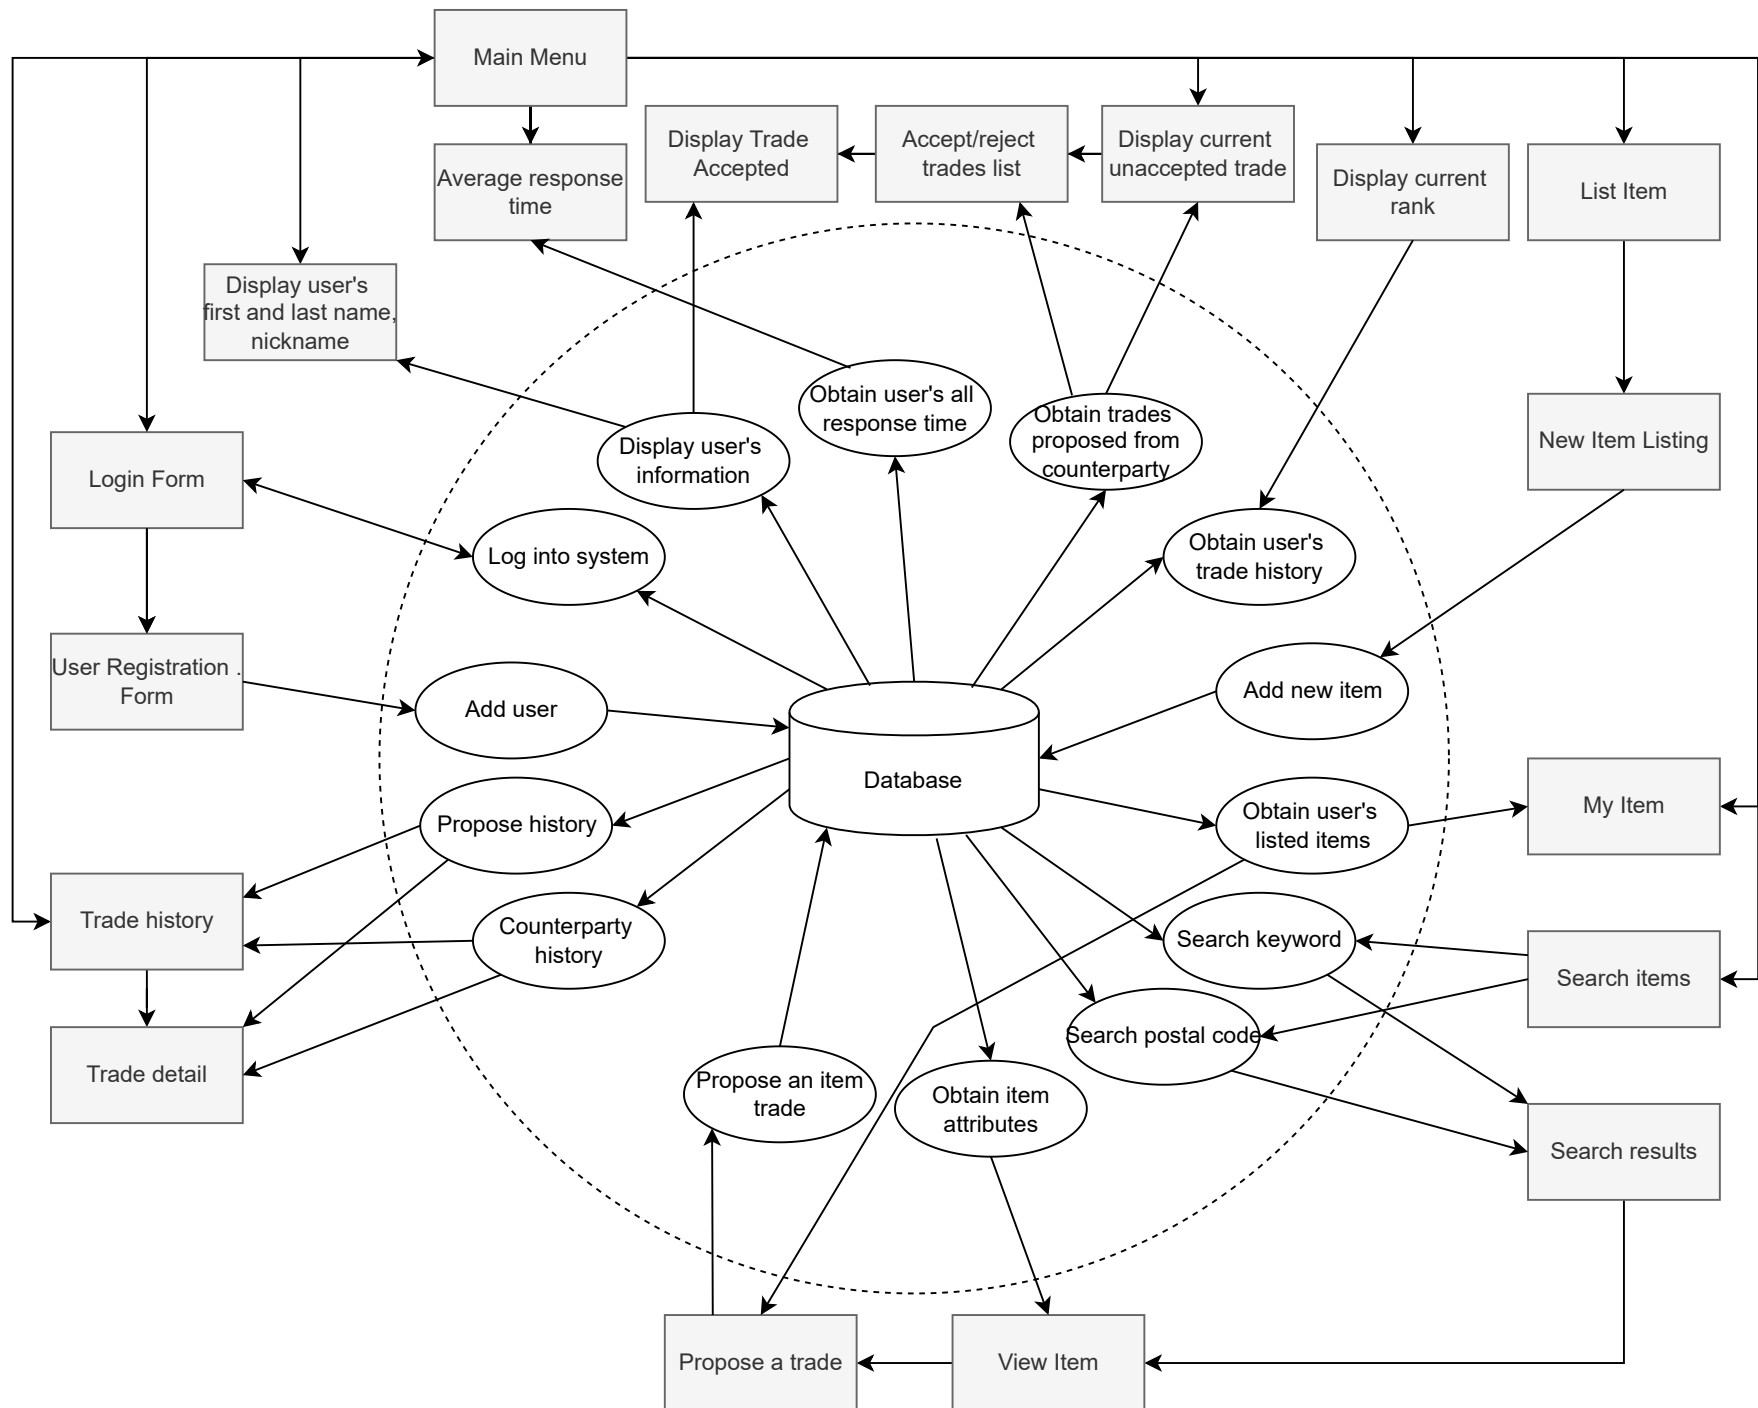 Main Menu
Display Trade
Accepted
Accept/reject
trades list
Display current
unaccepted trade
Average response
time
Display current
rank
List Item
Display user's
first and last name,
nickname
Obtain user's all
response time
Obtain trades
proposed from
counterparty
New Item Listing
Display user's
information
Login Form
Log into system
Obtain user's
trade history
User Registration .
Form
Add user
Add new item
Database
Propose history
Obtain user's
listed items
My Item
Trade history
Counterparty
history
Search keyword
Search items
Search postal code
Trade detail
Propose an item
trade
Obtain item
attributes
Search results
Propose a trade
View Item